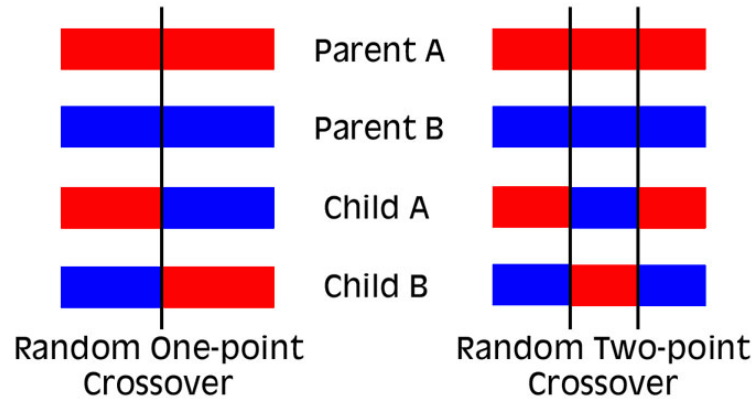 Parent A
Parent B
Child A
Child B
Random One-point
Crossover
Random Two-point
Crossover